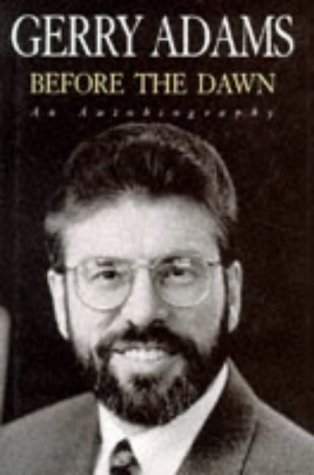 GERRY ADAMS
BEFORE THE DAWN
An Autobiography